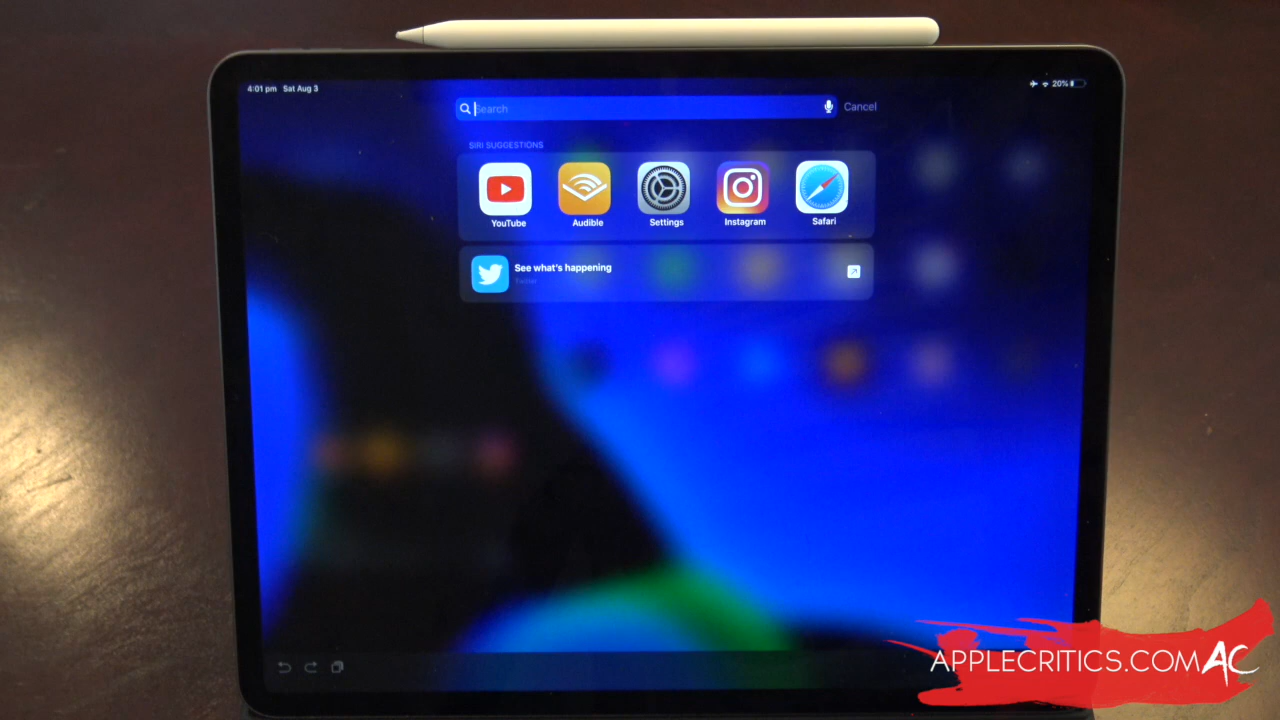 4:01 pm Sat Aug 3
20%
Search
Cancel
SIRI SUGGESTIONS
YouTube Audible Settings Instagram Safari
See what's happening
Twitter
APPLECRITICS.COM AC